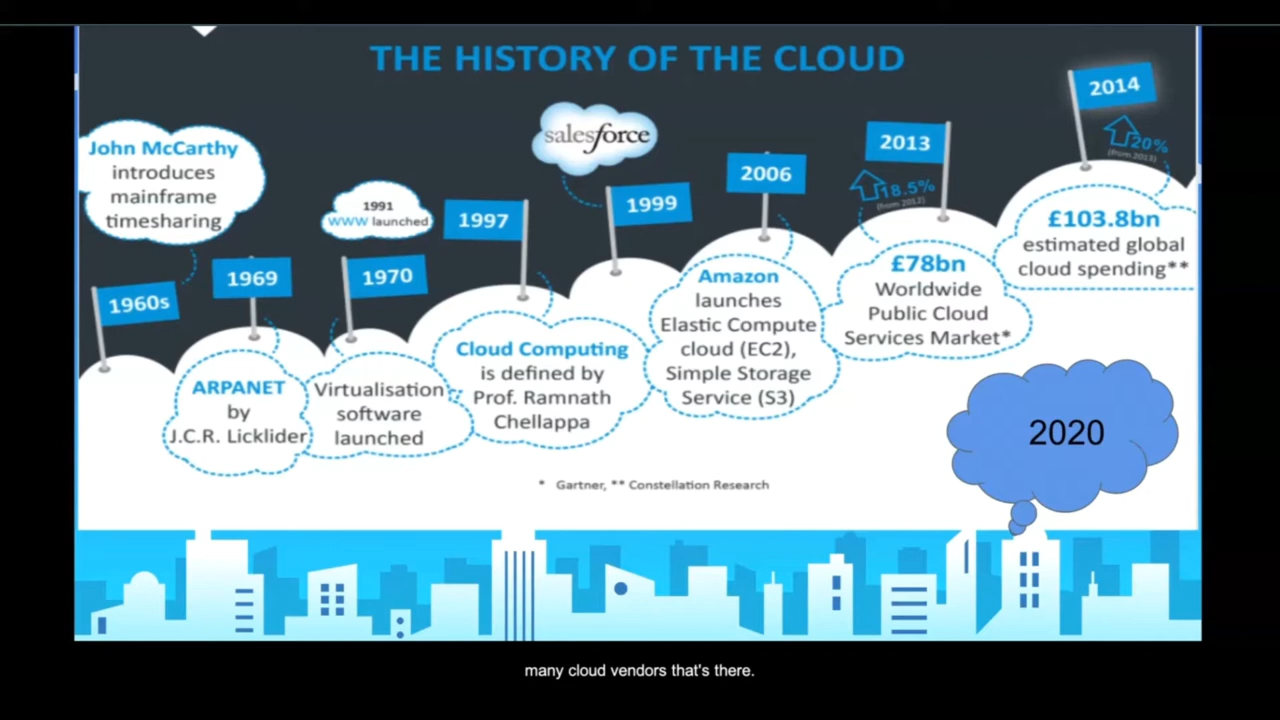 THE HISTORY OF THE CLOUD
John McCarthy
introduces
mainframe
timesharing
1960s
1969
ARPANET
by
J.C.R. Licklider
1991
WWW launched
1970
Virtualisation
software
launched
1997
Cloud Computing
is defined by
Prof. Ramnath
Chellappa
salesforce
1999
2006
Amazon
launches
Elastic Compute
cloud (EC2),
Simple Storage
Service (S3)
2013
18.5%
(from 2012)
£78bn
Worldwide
Public Cloud
Services Market*
2014
20%
(from 2013)
£103.8bn
estimated global
cloud spending**
2020
* Gartner, ** Constellation Research
many cloud vendors that's there.